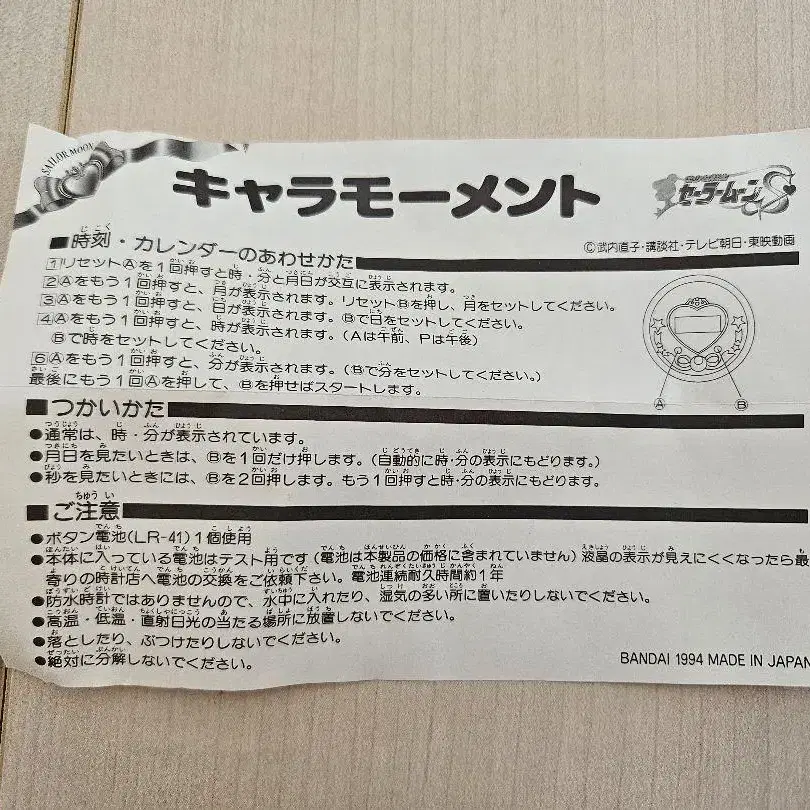 SAILOR MOON
キャラモーメント
セーラームーンS
■時刻・カレンダーのあわせかた
©武内直子・講談社・テレビ朝日・東映動画
1リセットⒶを1回押すと時・分と月日が交互に表示されます。
2Ⓐをもう1回押すと、月が表示されます。リセットⒷを押し、月をセットしてください。
3Ⓐをもう1回押すと、日が表示されます。Ⓑで日をセットしてください。
4Ⓐをもう1回押すと、時が表示されます。(Aは午前、Pは午後)
Ⓑで時をセットしてください。
6Ⓐをもう1回押すと、分が表示されます。(Ⓑで分をセットしてください。)
最後にもう1回Ⓐを押して、Ⓑを押せばスタートします。
Ⓐ Ⓑ
■つかいかた
●通常は、時・分が表示されています。
●月日を見たいときは、Ⓑを1回だけ押します。(自動的に時・分の表示にもどります。)
●秒を見たいときには、Ⓑを2回押します。もう1回押すと時・分の表示にもどります。
■ご注意
●ボタン電池(LR-41)1個使用
●本体に入っている電池はテスト用です(電池は本製品の価格に含まれていません)液晶の表示が見えにくくなったら最
寄りの時計店へ電池の交換をご依頼下さい。電池連続耐久時間約1年
●防水時計ではありませんので、水中に入れたり、湿気の多い所に置いたりしないでください。
●高温・低温・直射日光の当たる場所に放置しないでください。
●落としたり、ぶつけたりしないでください。
●絶対に分解しないでください。
BANDAI 1994 MADE IN JAPAN